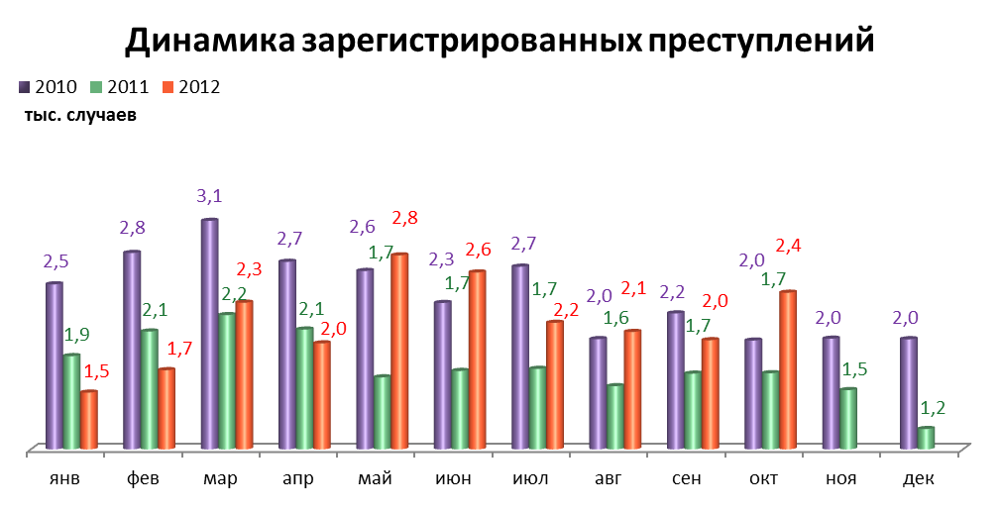 Динамика зарегистрированных преступлений
2010 2011 2012
тыс. случаев
2,5 1,9 1,5
2,8 2,1 1,7
3,1 2,2 2,3
2,7 2,1 2,0
2,6 1,7 2,8
2,3 1,7 2,6
2,7 1,7 2,2
2,0 1,6 2,1
2,2 1,7 2,0
2,0 1,7 2,4
2,0 1,5
2,0 1,2
янв фев мар апр май июн июл авг сен окт ноя дек